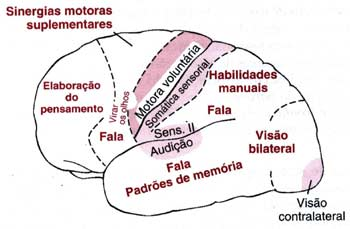 Sinergias motoras
suplementares
Elaboração
do
pensamento
Virar
os olhos
Motora voluntária
Somática sensorial
Habilidades
manuais
Fala
Fala
Sens. II
Audição
Visão
bilateral
Fala
Padrões de memória
Visão
contralateral